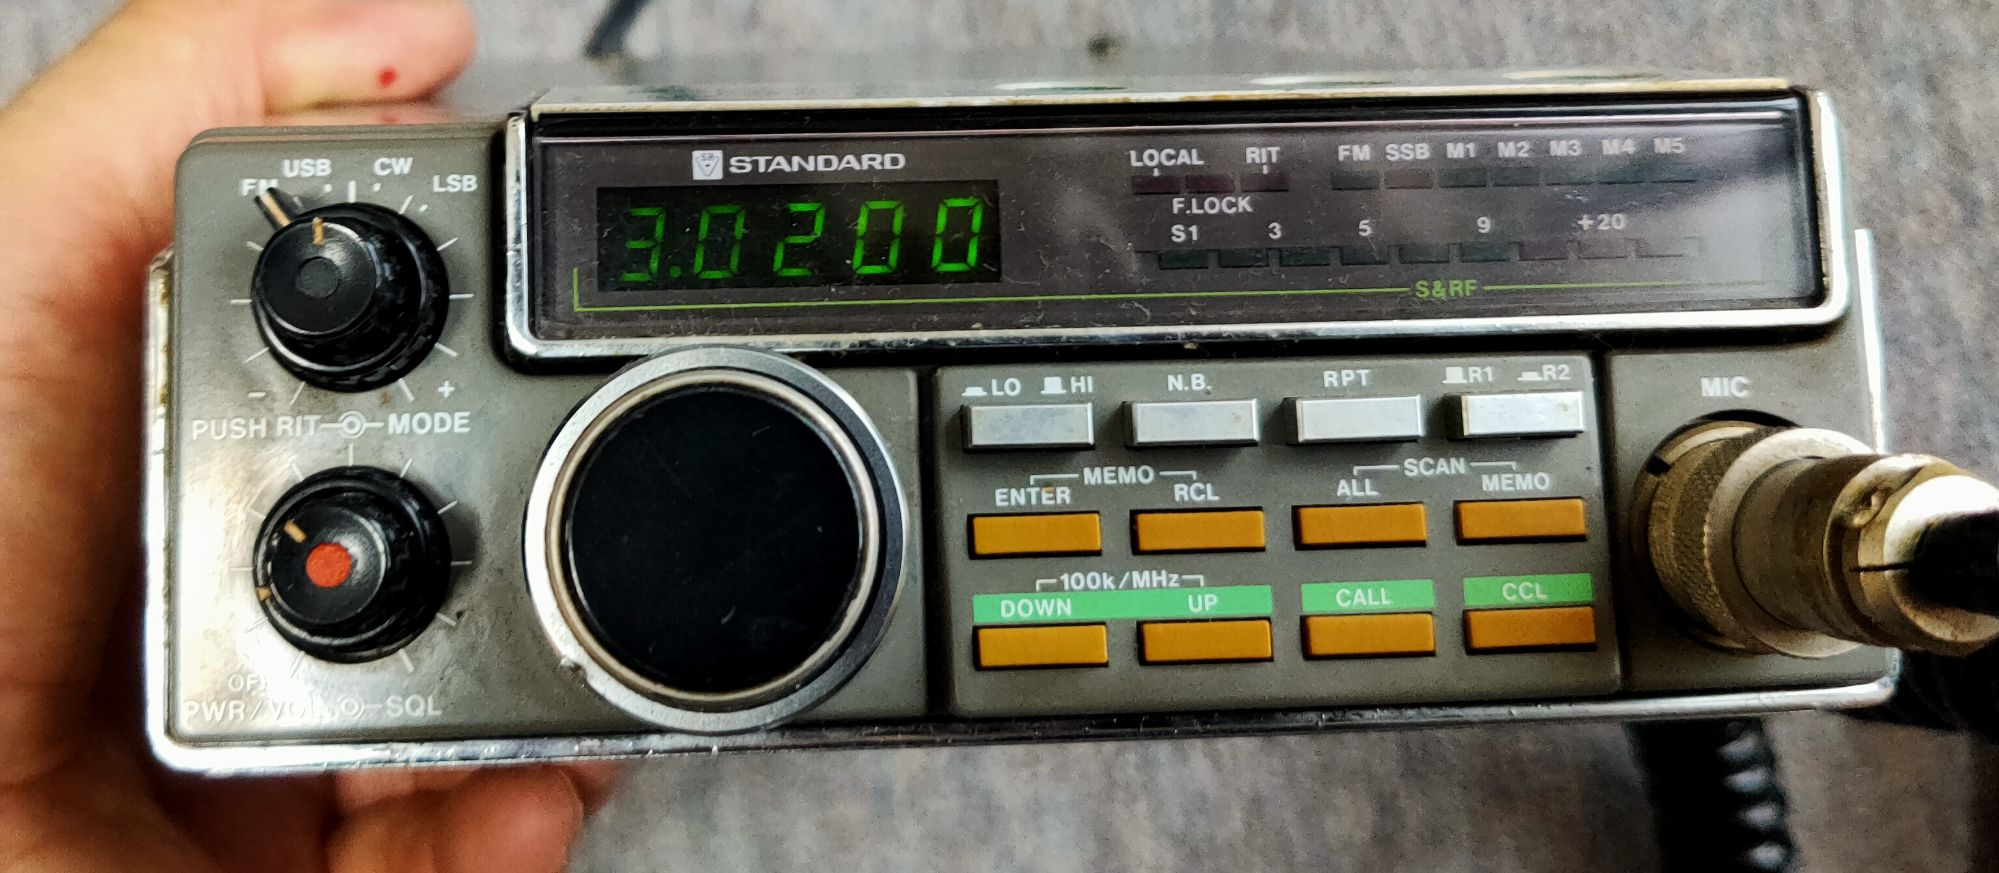 USB CW
FM LSB
- +
PUSH RIT MODE
OFF
PWR/VOL SQL
STANDARD
3.0200
LOCAL RIT FM SSB M1 M2 M3 M4 M5
F.LOCK
S1 3 5 9 +20
S&RF
LO HI N.B. RPT R1 R2
MEMO SCAN
ENTER RCL ALL MEMO
100k/MHz
DOWN UP CALL CCL
MIC